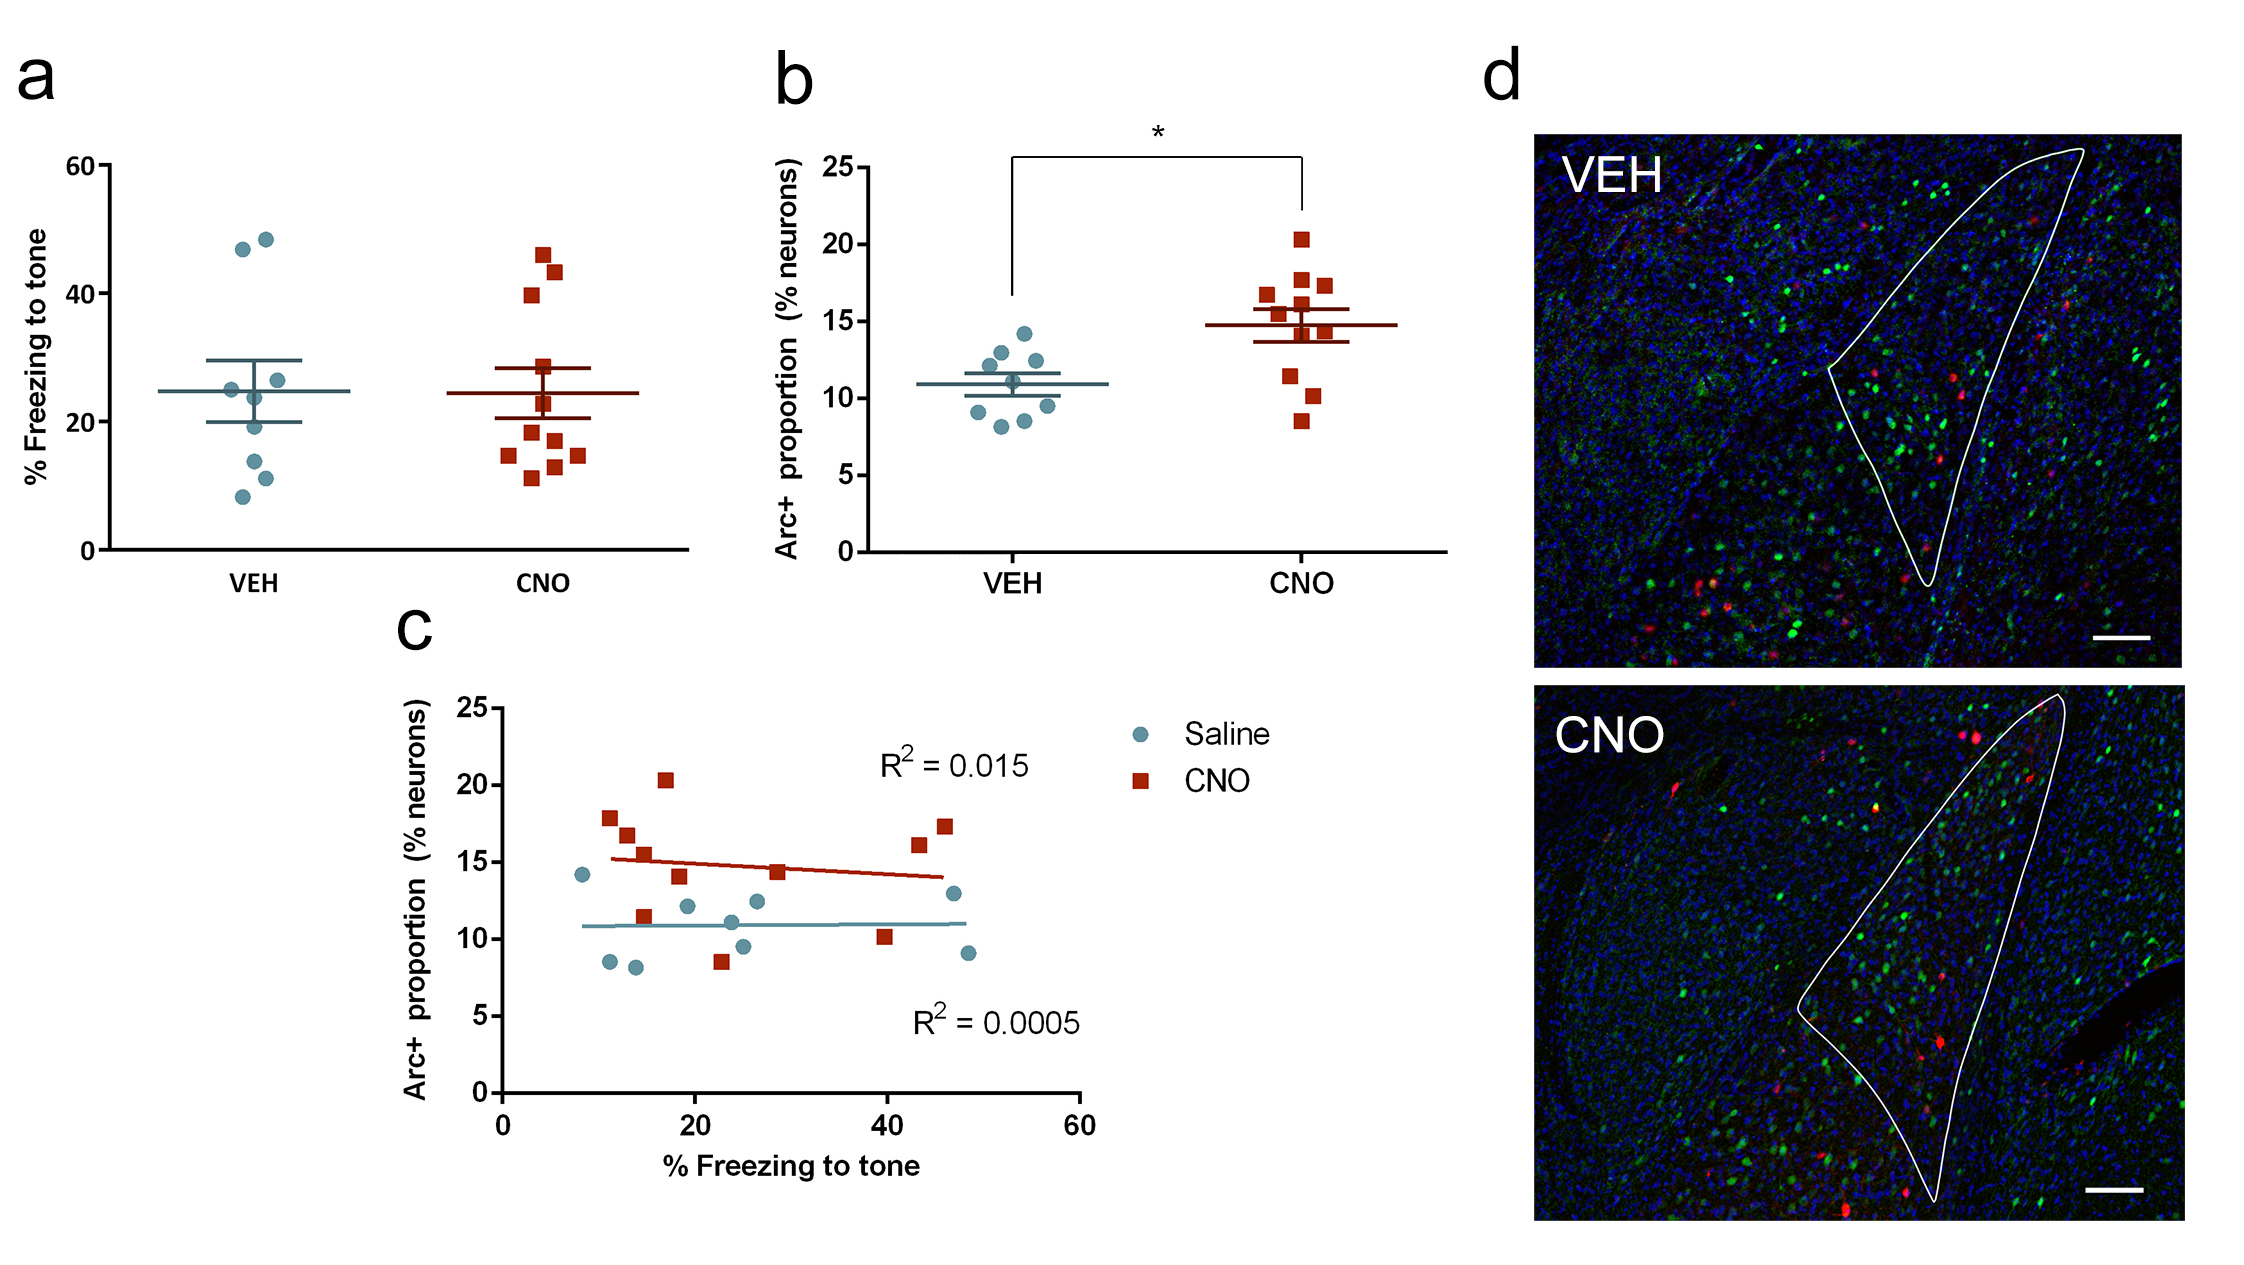 a
60
40
20
0
% Freezing to tone
VEH
CNO
b
*
25
20
15
10
5
0
Arc+ proportion (% neurons)
VEH
CNO
c
25
20
15
10
5
0
Arc+ proportion (% neurons)
R² = 0.015
R² = 0.0005
0
20
40
60
% Freezing to tone
Saline
CNO
d
VEH
CNO